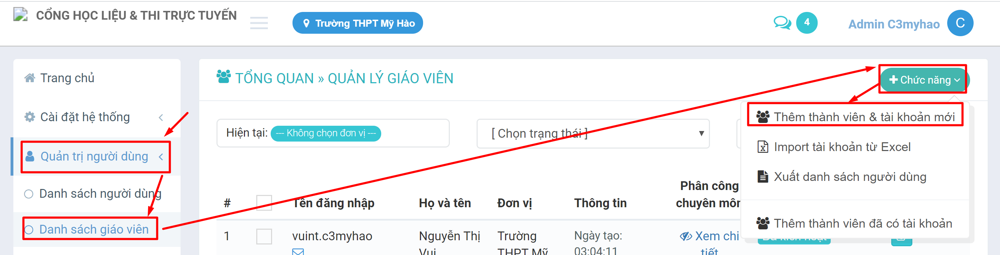 CỔNG HỌC LIỆU & THI TRỰC TUYẾN
Trường THPT Mỹ Hào
4
Admin C3myhao
C
Trang chủ
Cài đặt hệ thống
Quản trị người dùng
Danh sách người dùng
Danh sách giáo viên
TỔNG QUAN » QUẢN LÝ GIÁO VIÊN
Chức năng
Thêm thành viên & tài khoản mới
Import tài khoản từ Excel
Xuất danh sách người dùng
Thêm thành viên đã có tài khoản
Hiện tại: --- Không chọn đơn vị ---
[ Chọn trạng thái ]
# Tên đăng nhập Họ và tên Đơn vị Thông tin Phân công
chuyên môn
1 vuint.c3myhao Nguyễn Thị Trường Ngày tạo: Xem chi
Vui THPT Mỹ 03:04:11 tiết